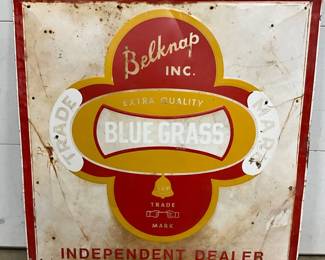 Belknap
INC.
EXTRA QUALITY
TRADE
MARK
BLUE GRASS
TRADE
MARK
INDEPENDENT DEALER